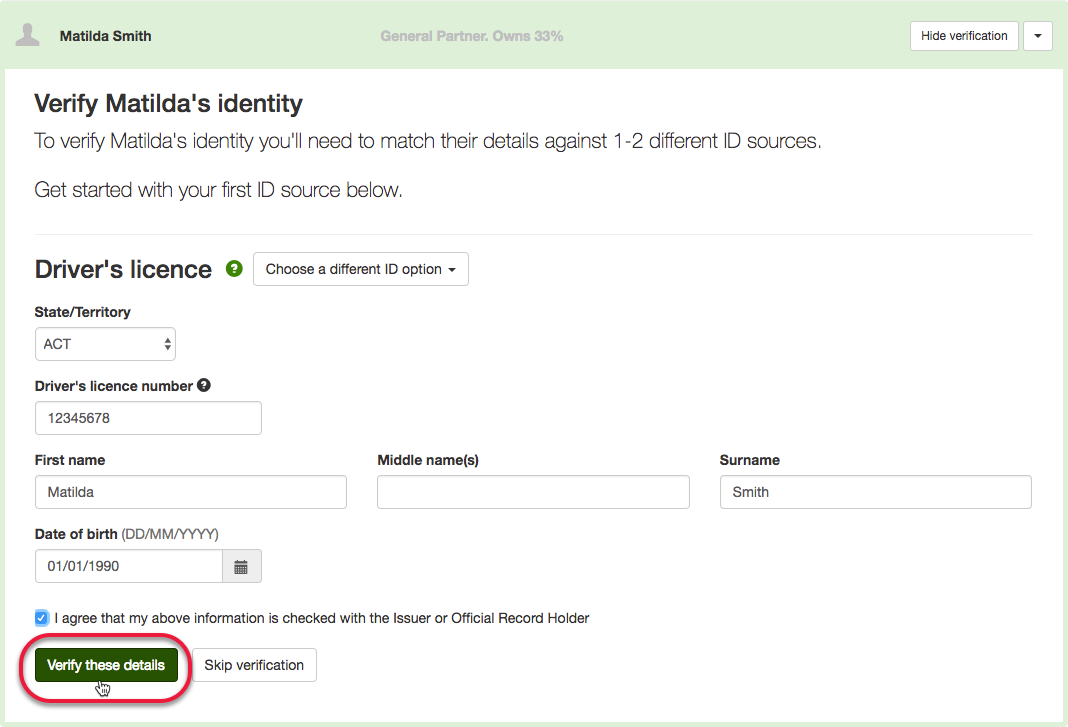 Matilda Smith
General Partner. Owns 33%
Hide verification
Verify Matilda's identity
To verify Matilda's identity you'll need to match their details against 1-2 different ID sources.
Get started with your first ID source below.
Driver's licence ? Choose a different ID option
State/Territory
ACT
Driver's licence number ?
12345678
First name
Matilda
Middle name(s)
Surname
Smith
Date of birth (DD/MM/YYYY)
01/01/1990
I agree that my above information is checked with the Issuer or Official Record Holder
Verify these details
Skip verification